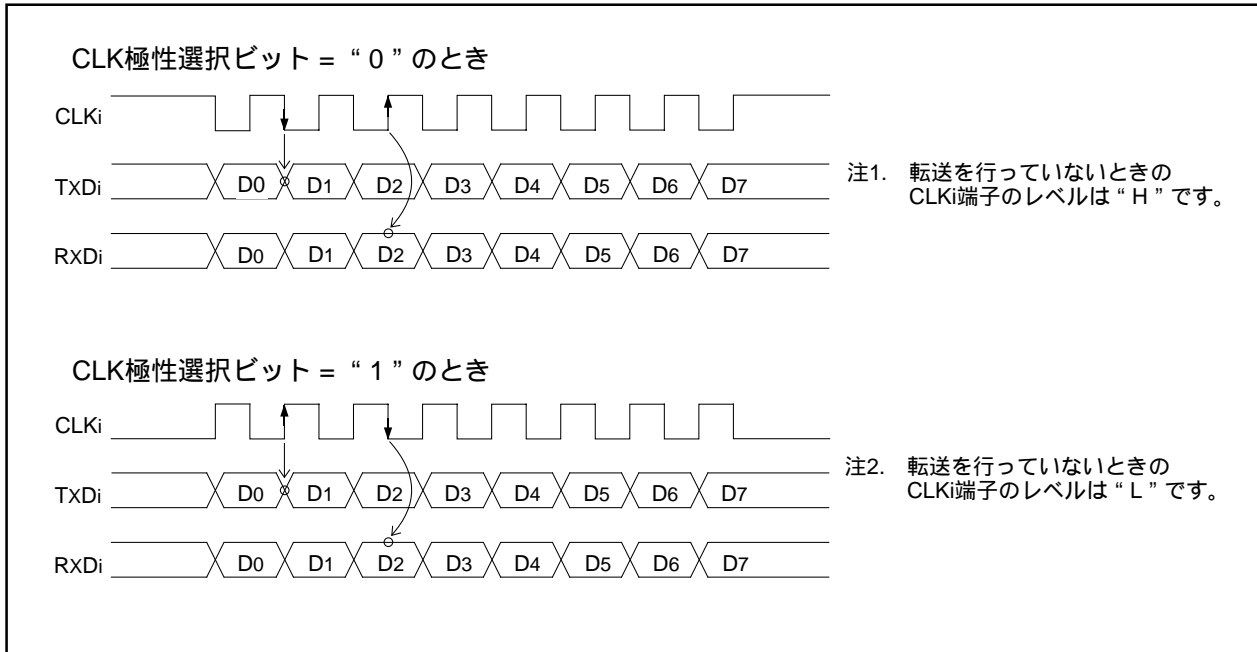 CLK極性選択ビット = “ 0 ” のとき
CLKi
TXDi D0 D1 D2 D3 D4 D5 D6 D7
RXDi D0 D1 D2 D3 D4 D5 D6 D7
注1. 転送を行っていないときの
CLKi端子のレベルは “ H ” です。
CLK極性選択ビット = “ 1 ” のとき
CLKi
TXDi D0 D1 D2 D3 D4 D5 D6 D7
RXDi D0 D1 D2 D3 D4 D5 D6 D7
注2. 転送を行っていないときの
CLKi端子のレベルは “ L ” です。